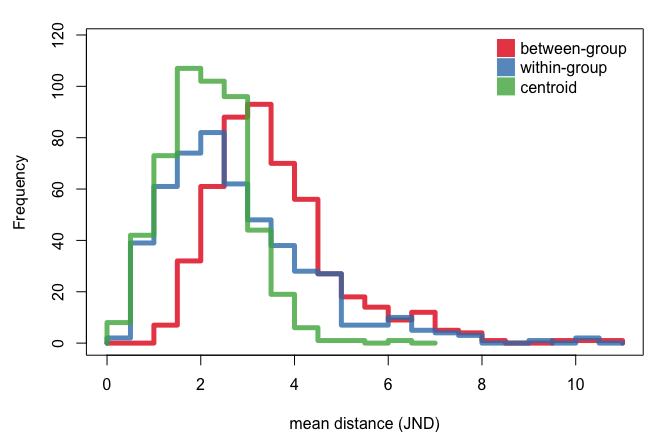 between-group
within-group
centroid
Frequency
120
100
80
60
40
20
0
0 2 4 6 8 10
mean distance (JND)